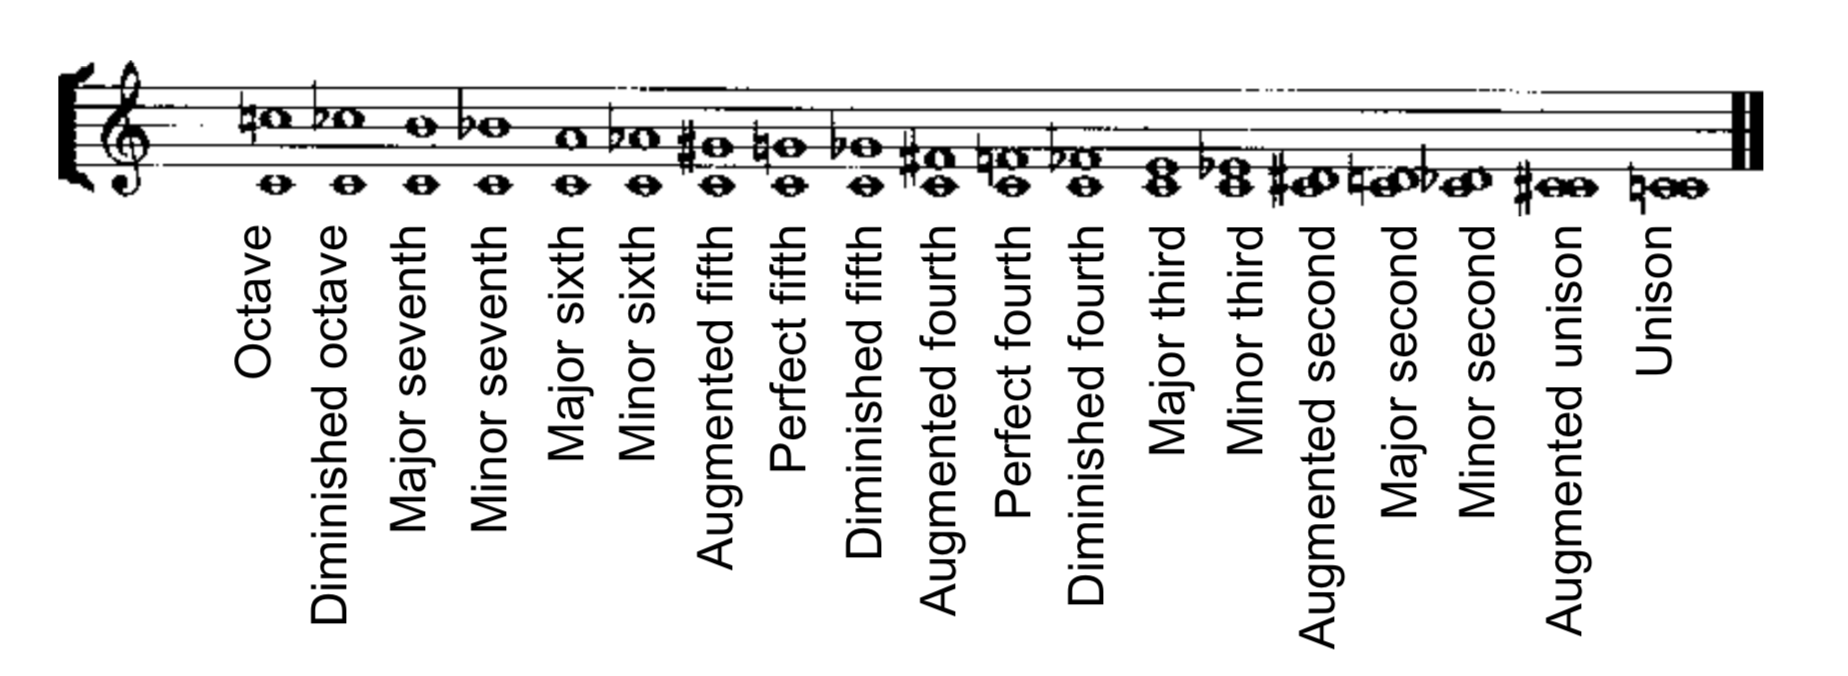 Octave
Diminished octave
Major seventh
Minor seventh
Major sixth
Minor sixth
Augmented fifth
Perfect fifth
Diminished fifth
Augmented fourth
Perfect fourth
Diminished fourth
Major third
Minor third
Augmented second
Major second
Minor second
Augmented unison
Unison